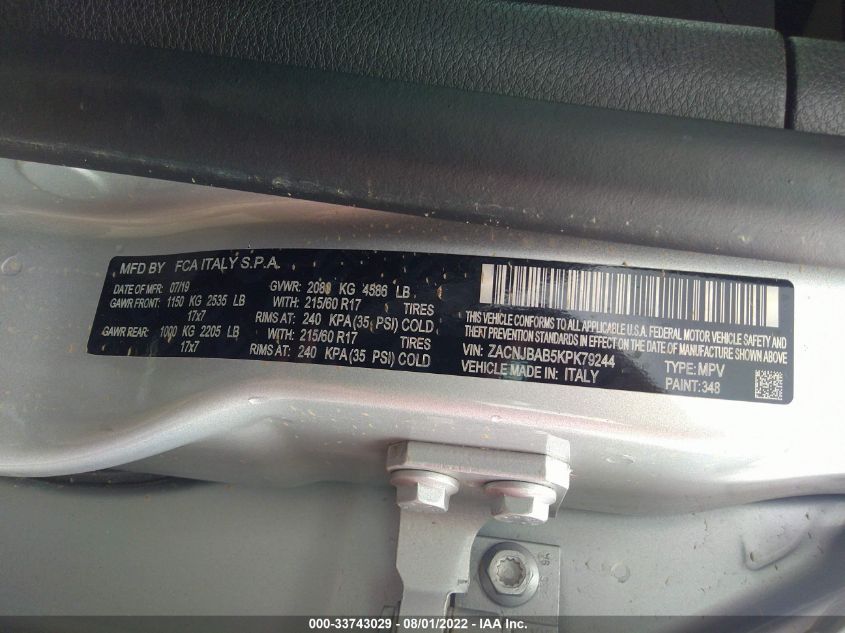 MFD BY FCA ITALY S.P.A.
DATE OF MFR: 07/19 GVWR: 2080 KG 4586 LB
GAWR FRONT: 1150 KG 2535 LB WITH: 215/60 R17 TIRES
17x7 RIMS AT: 240 KPA (35 PSI) COLD
GAWR REAR: 1000 KG 2205 LB WITH: 215/60 R17 TIRES
17x7 RIMS AT: 240 KPA (35 PSI) COLD
THIS VEHICLE CONFORMS TO ALL APPLICABLE U.S.A. FEDERAL MOTOR VEHICLE SAFETY AND
THEFT PREVENTION STANDARDS IN EFFECT ON THE DATE OF MANUFACTURE SHOWN ABOVE
VIN: ZACNJBAB5KPK79244 TYPE: MPV
VEHICLE MADE IN: ITALY PAINT: 348
000-33743029 - 08/01/2022 - IAA Inc.